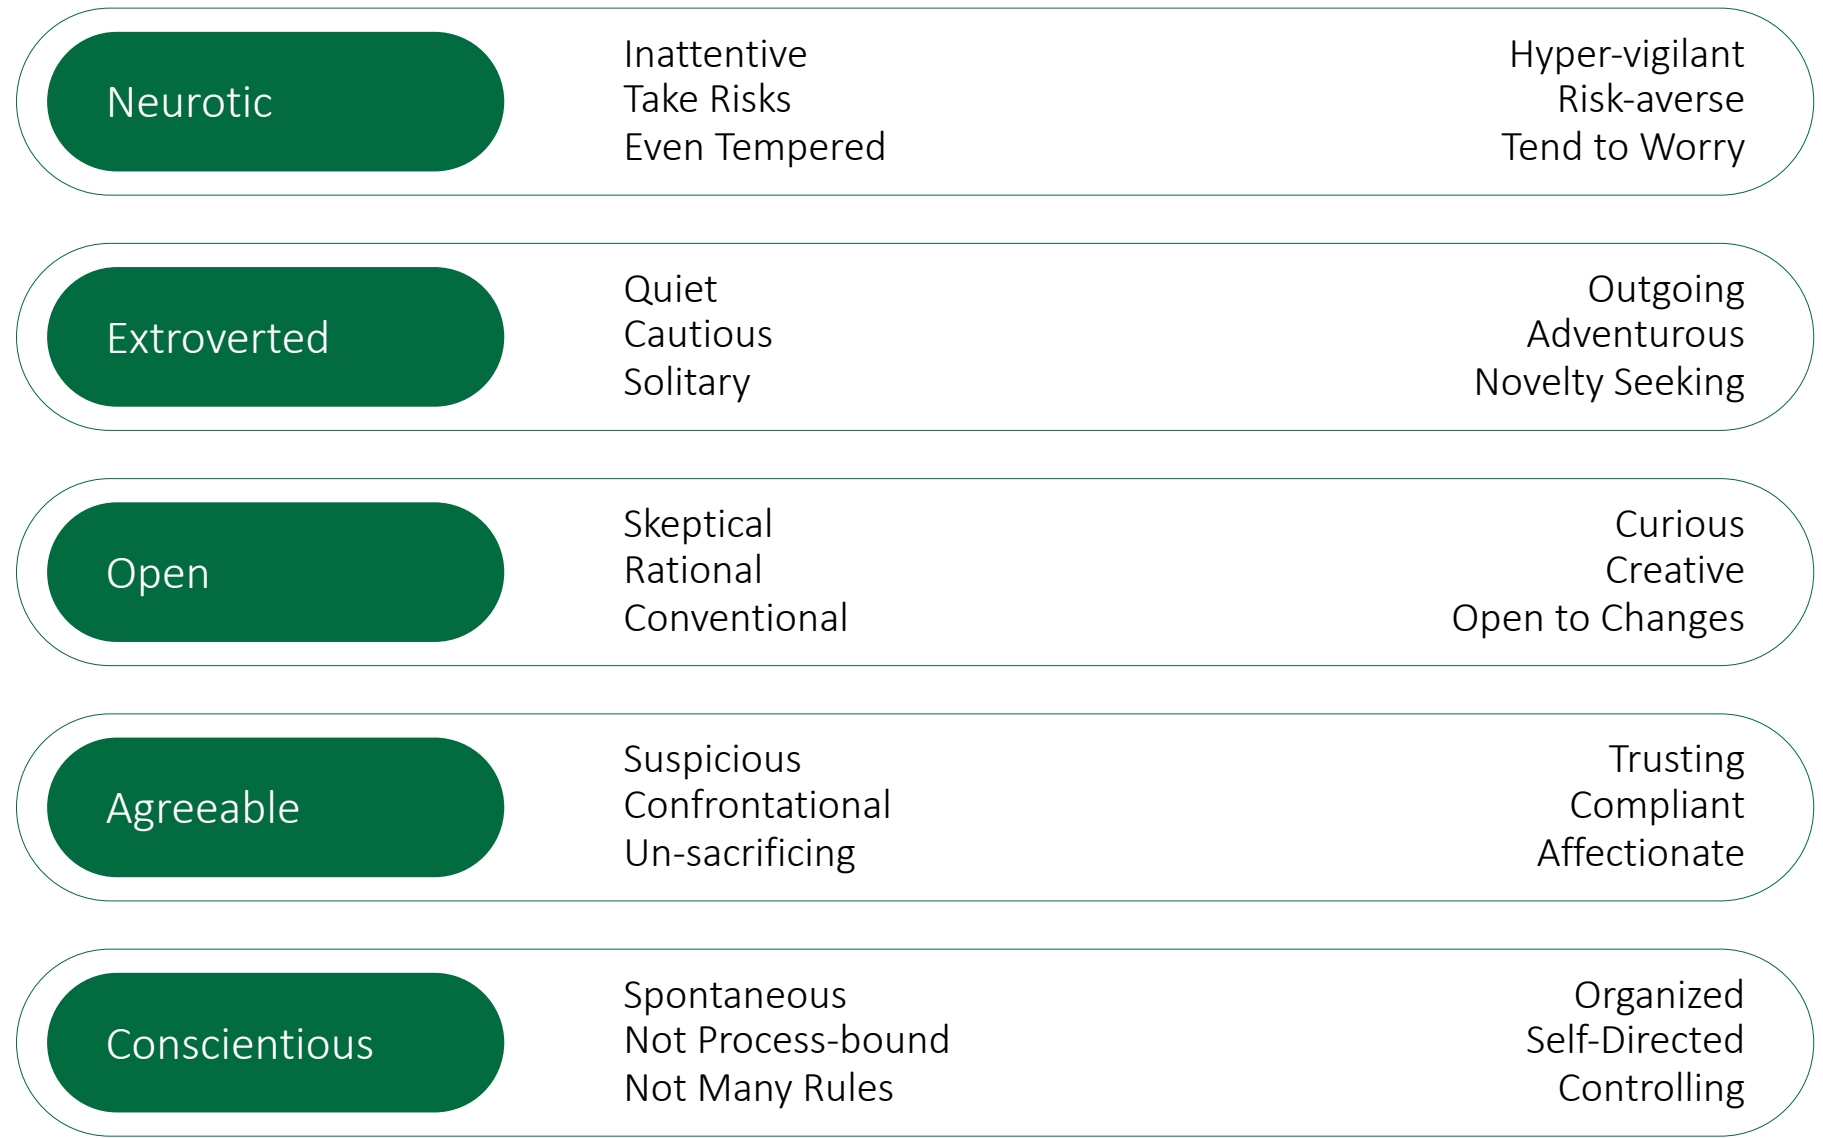 Neurotic
Inattentive
Take Risks
Even Tempered
Hyper-vigilant
Risk-averse
Tend to Worry
Extroverted
Quiet
Cautious
Solitary
Outgoing
Adventurous
Novelty Seeking
Open
Skeptical
Rational
Conventional
Curious
Creative
Open to Changes
Agreeable
Suspicious
Confrontational
Un-sacrificing
Trusting
Compliant
Affectionate
Conscientious
Spontaneous
Not Process-bound
Not Many Rules
Organized
Self-Directed
Controlling